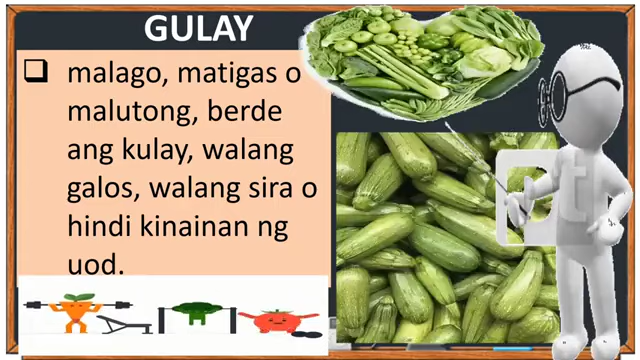 GULAY
malago, matigas o
malutong, berde
ang kulay, walang
galos, walang sira o
hindi kinainan ng
uod.